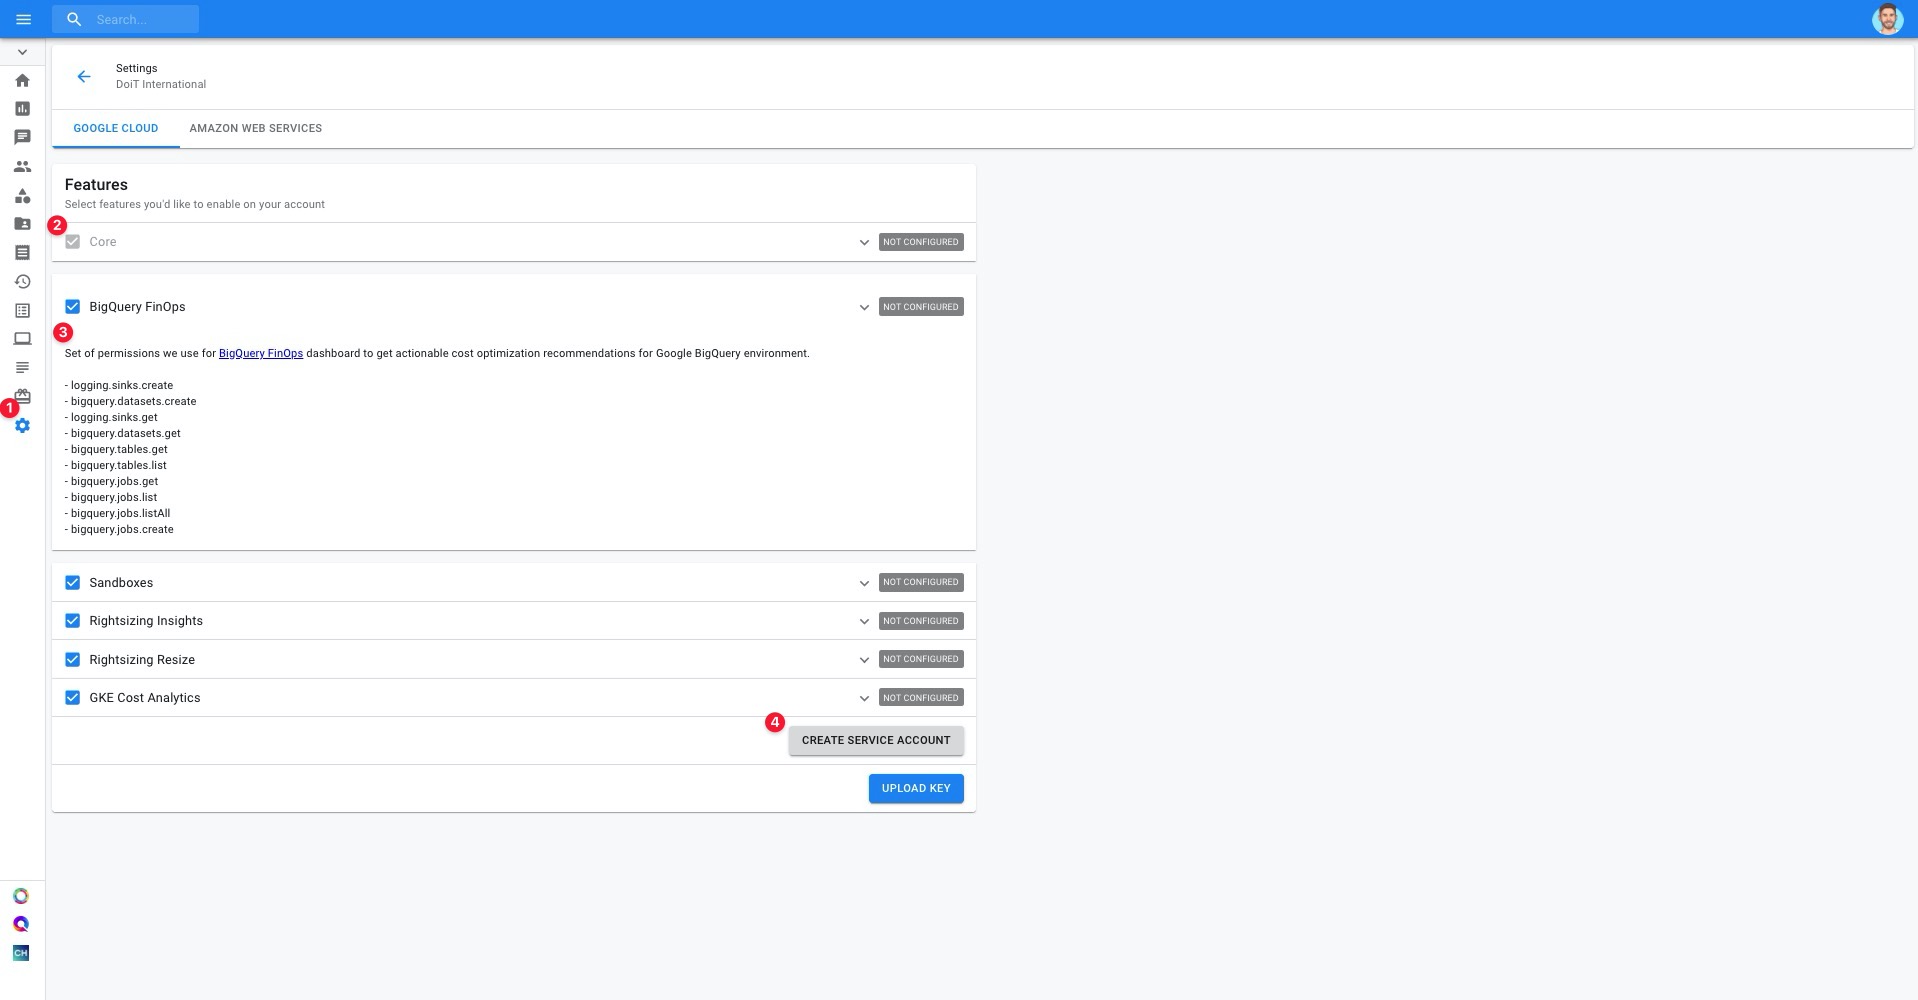 Search...
Settings
DoiT International
GOOGLE CLOUD
AMAZON WEB SERVICES
Features
Select features you'd like to enable on your account
2
Core
NOT CONFIGURED
BigQuery FinOps
NOT CONFIGURED
3
Set of permissions we use for BigQuery FinOps dashboard to get actionable cost optimization recommendations for Google BigQuery environment.
- logging.sinks.create
- bigquery.datasets.create
1
- logging.sinks.get
- bigquery.datasets.get
- bigquery.tables.get
- bigquery.tables.list
- bigquery.jobs.get
- bigquery.jobs.list
- bigquery.jobs.listAll
- bigquery.jobs.create
Sandboxes
NOT CONFIGURED
Rightsizing Insights
NOT CONFIGURED
Rightsizing Resize
NOT CONFIGURED
GKE Cost Analytics
NOT CONFIGURED
4
CREATE SERVICE ACCOUNT
UPLOAD KEY
CH